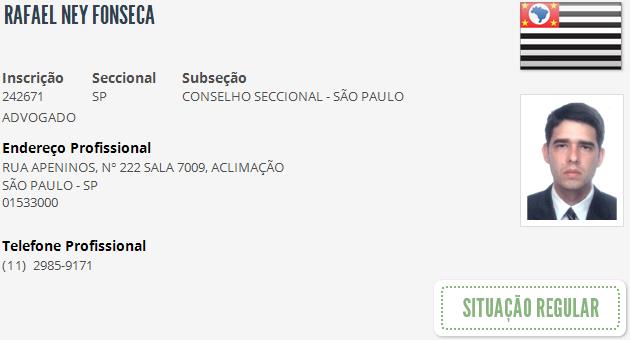 RAFAEL NEY FONSECA
Inscrição Seccional Subseção
242671 SP CONSELHO SECCIONAL - SÃO PAULO
ADVOGADO
Endereço Profissional
RUA APENINOS, Nº 222 SALA 7009, ACLIMAÇÃO
SÃO PAULO - SP
01533000
Telefone Profissional
(11) 2985-9171
SITUAÇÃO REGULAR